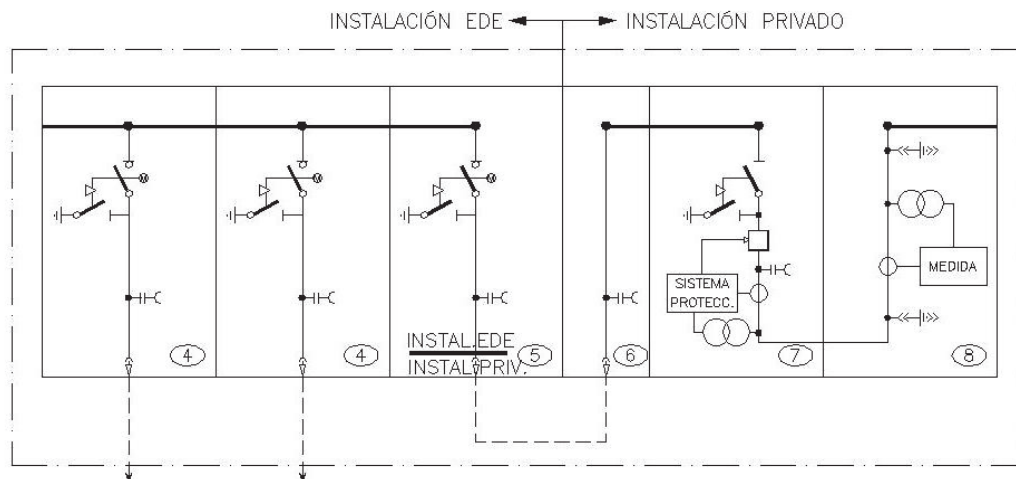 INSTALACIÓN EDE
INSTALACIÓN PRIVADO
M
M
M
SISTEMA
PROTECC.
MEDIDA
INSTAL.EDE
INSTAL.PRIV.
4
4
5
6
7
8